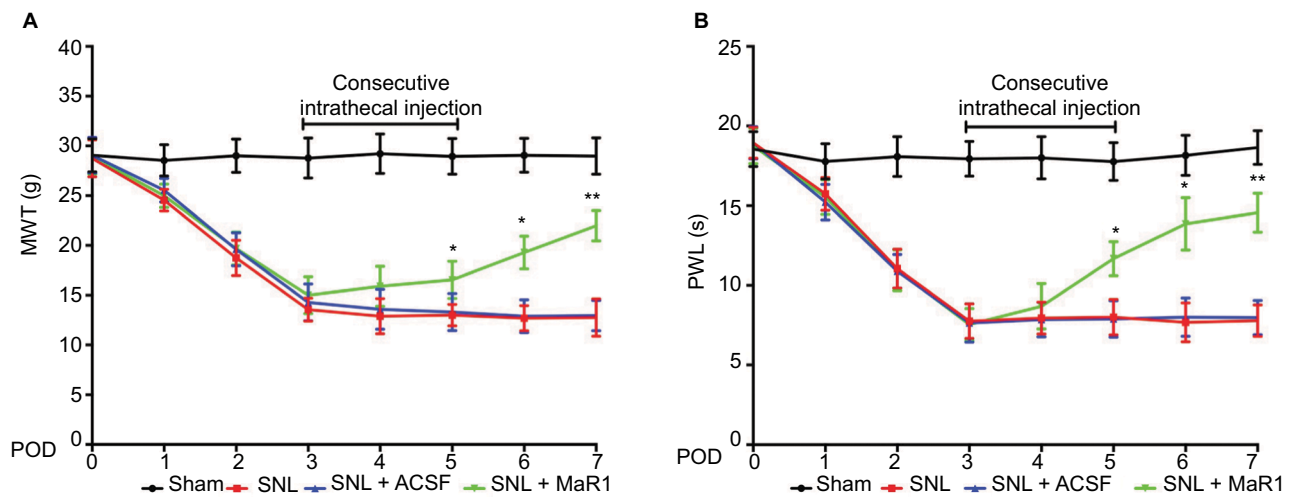 A
MWT (g)
40
35
30
25
20
15
10
5
0
Consecutive
intrathecal injection
* * **
POD 0 1 2 3 4 5 6 7
B
PWL (s)
25
20
15
10
5
0
Consecutive
intrathecal injection
* * **
POD 0 1 2 3 4 5 6 7
Sham SNL SNL + ACSF SNL + MaR1
Sham SNL SNL + ACSF SNL + MaR1